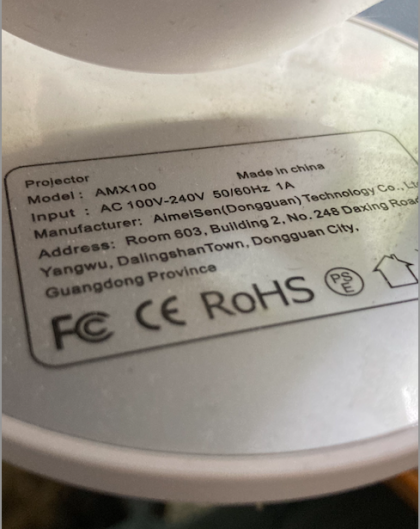 Projector Made in china
Model : AMX100
Input : AC 100V-240V 50/60Hz 1A
Manufacturer: AimeiSen(Dongguan) Technology Co.,
Address: Room 603, Building 2, No. 248 Daxing Road
Yangwu, DalingshanTown, Dongguan City,
Guangdong Province
FC CE RoHS PSE